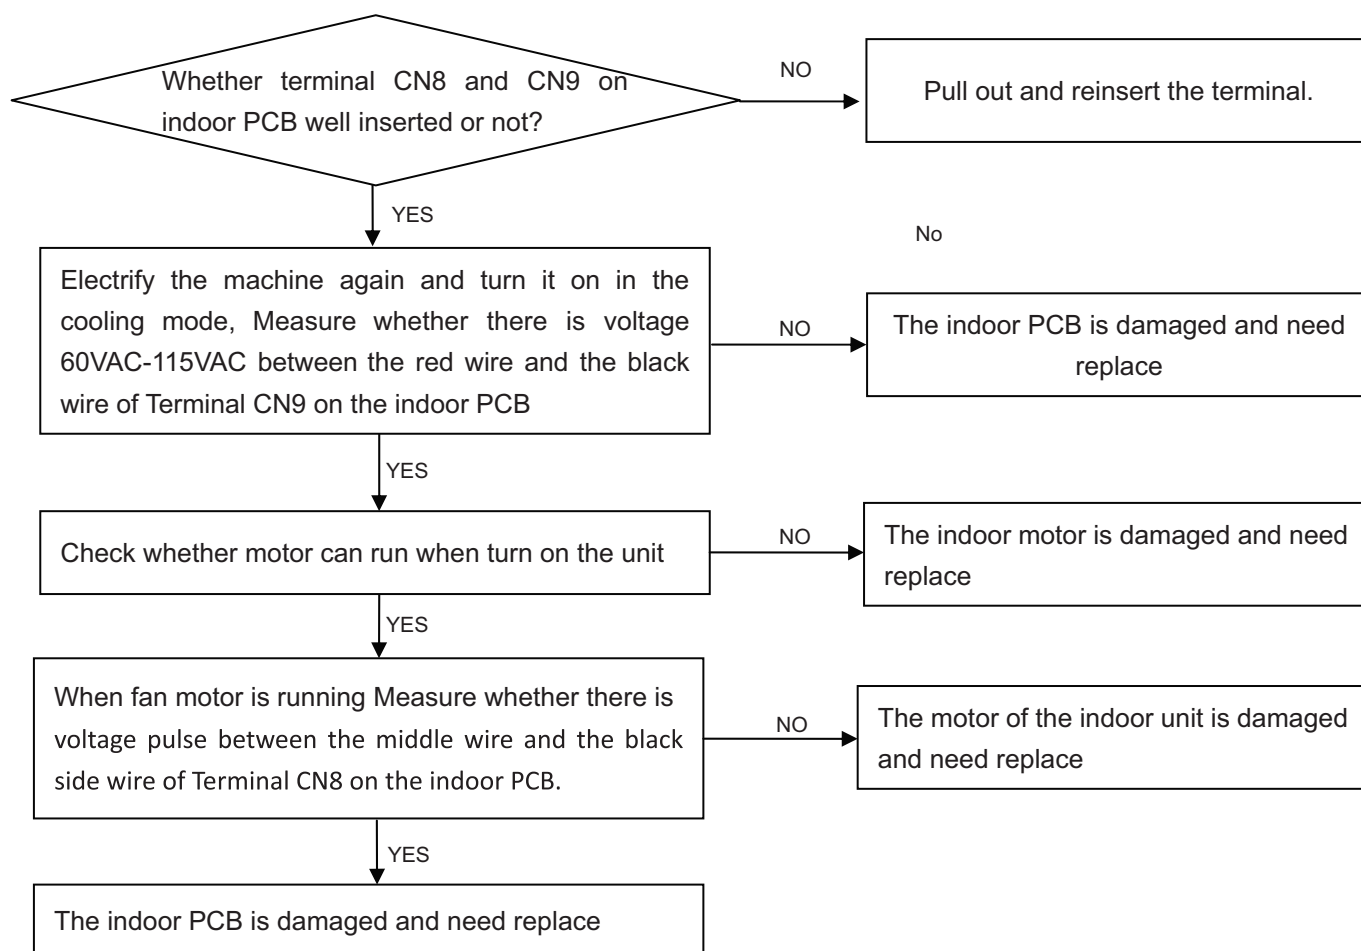 Whether terminal CN8 and CN9 on
indoor PCB well inserted or not?
NO
Pull out and reinsert the terminal.
YES
No
Electrify the machine again and turn it on in the
cooling mode, Measure whether there is voltage
60VAC-115VAC between the red wire and the black
wire of Terminal CN9 on the indoor PCB
NO
The indoor PCB is damaged and need
replace
YES
Check whether motor can run when turn on the unit
NO
The indoor motor is damaged and need
replace
YES
When fan motor is running Measure whether there is
voltage pulse between the middle wire and the black
side wire of Terminal CN8 on the indoor PCB.
NO
The motor of the indoor unit is damaged
and need replace
YES
The indoor PCB is damaged and need replace